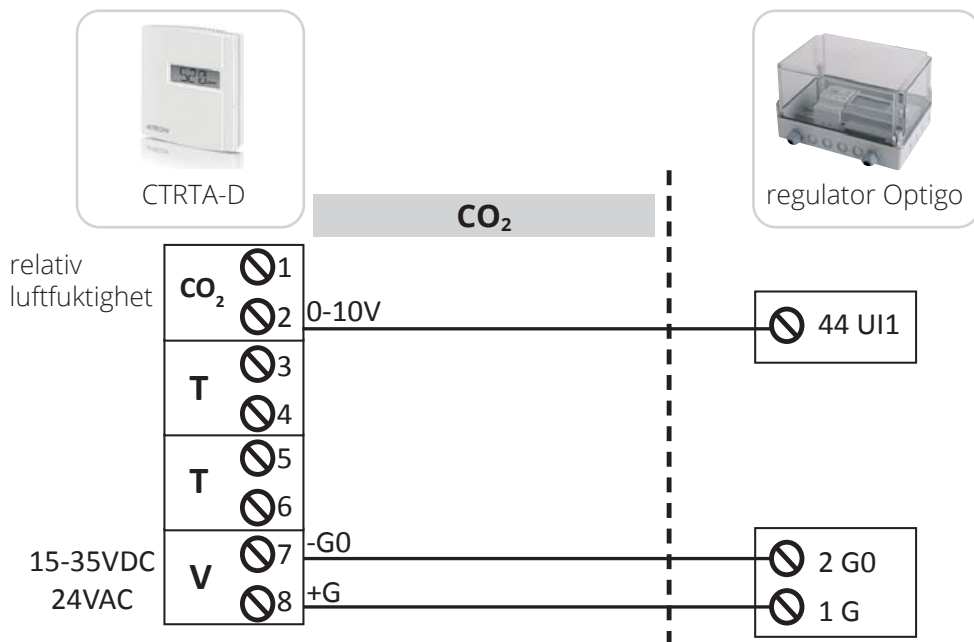 520
CTRTA-D
regulator Optigo
CO₂
relativ
luftfuktighet
CO₂
1
2
0-10V
44 UI1
T
3
4
T
5
6
15-35VDC
24VAC
V
7
-G0
2 G0
8
+G
1 G